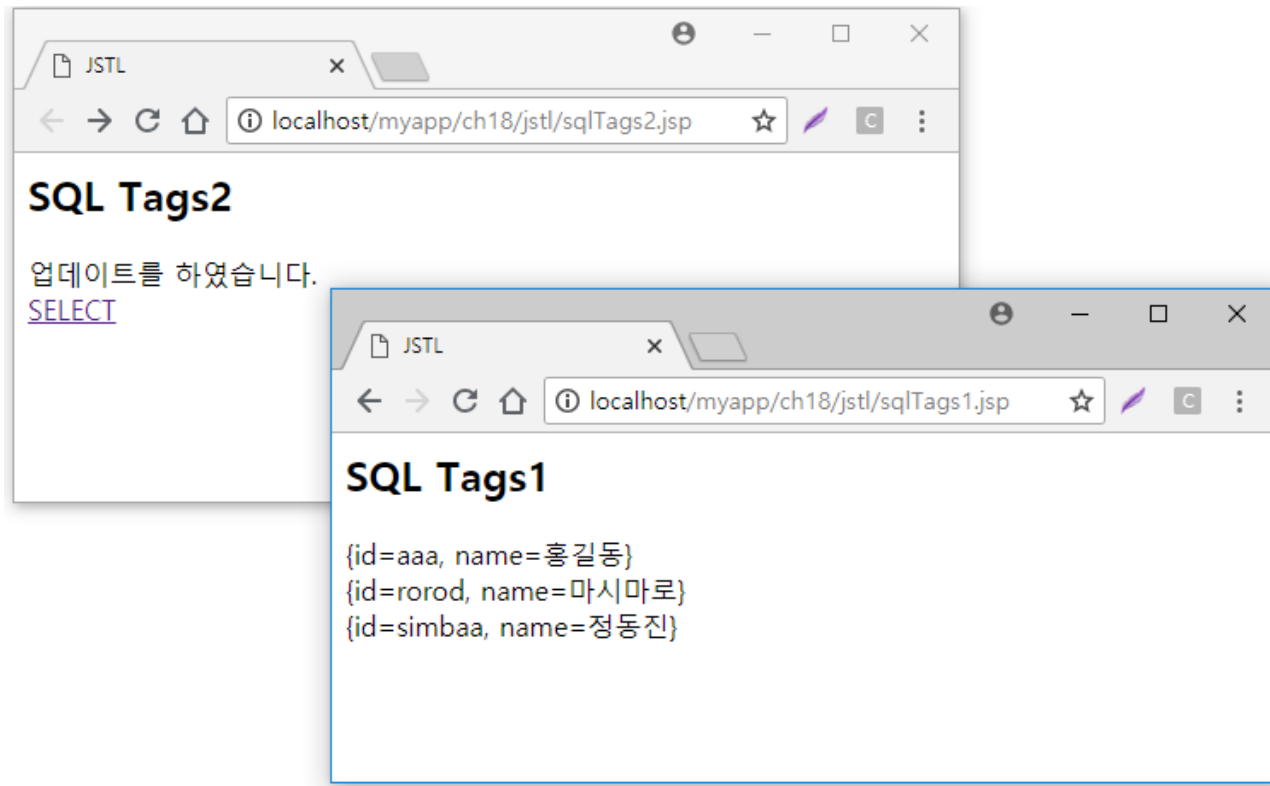 JSTL
localhost/myapp/ch18/jstl/sqlTags2.jsp
C
SQL Tags2
업데이트를 하였습니다.
SELECT
JSTL
localhost/myapp/ch18/jstl/sqlTags1.jsp
C
SQL Tags1
{id=aaa, name=홍길동}
{id=rorod, name=마시마로}
{id=simbaa, name=정동진}